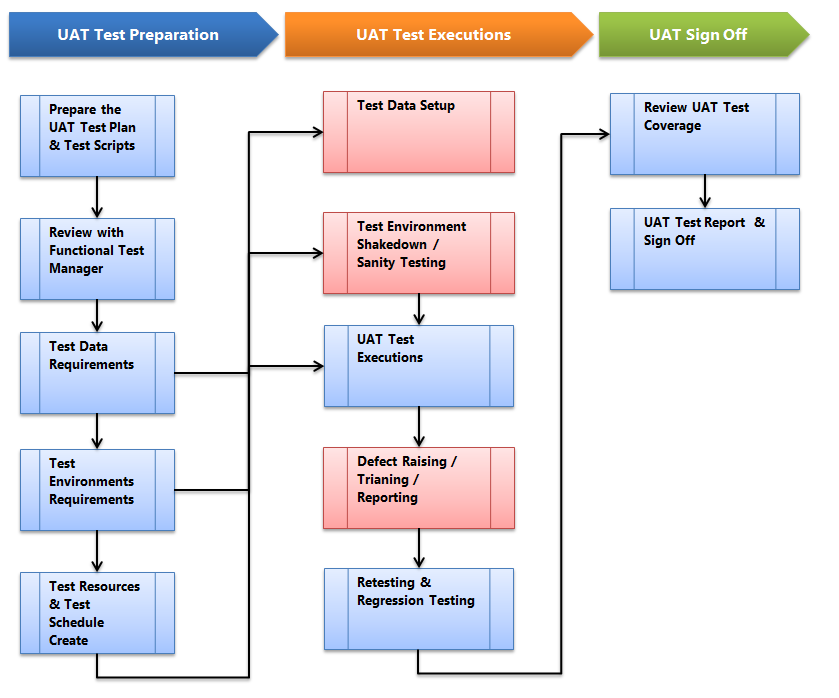 UAT Test Preparation
UAT Test Executions
UAT Sign Off
Prepare the
UAT Test Plan
& Test Scripts
Review with
Functional Test
Manager
Test Data
Requirements
Test
Environments
Requirements
Test Resources
& Test
Schedule
Create
Test Data Setup
Test Environment
Shakedown /
Sanity Testing
UAT Test
Executions
Defect Raising /
Trianing /
Reporting
Retesting &
Regression Testing
Review UAT Test
Coverage
UAT Test Report &
Sign Off